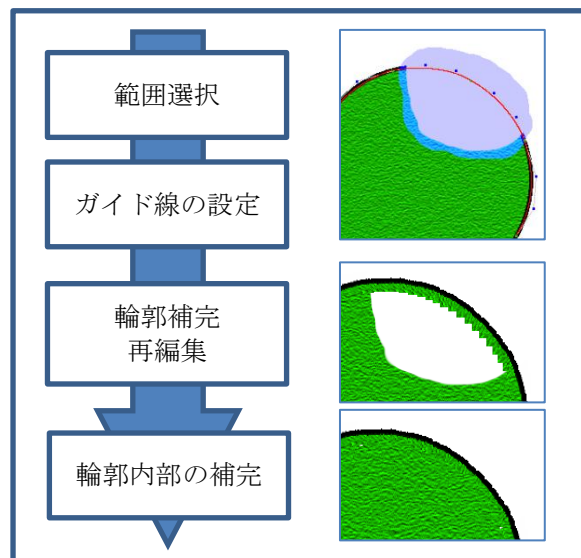 範囲選択
ガイド線の設定
輪郭補完
再編集
輪郭内部の補完